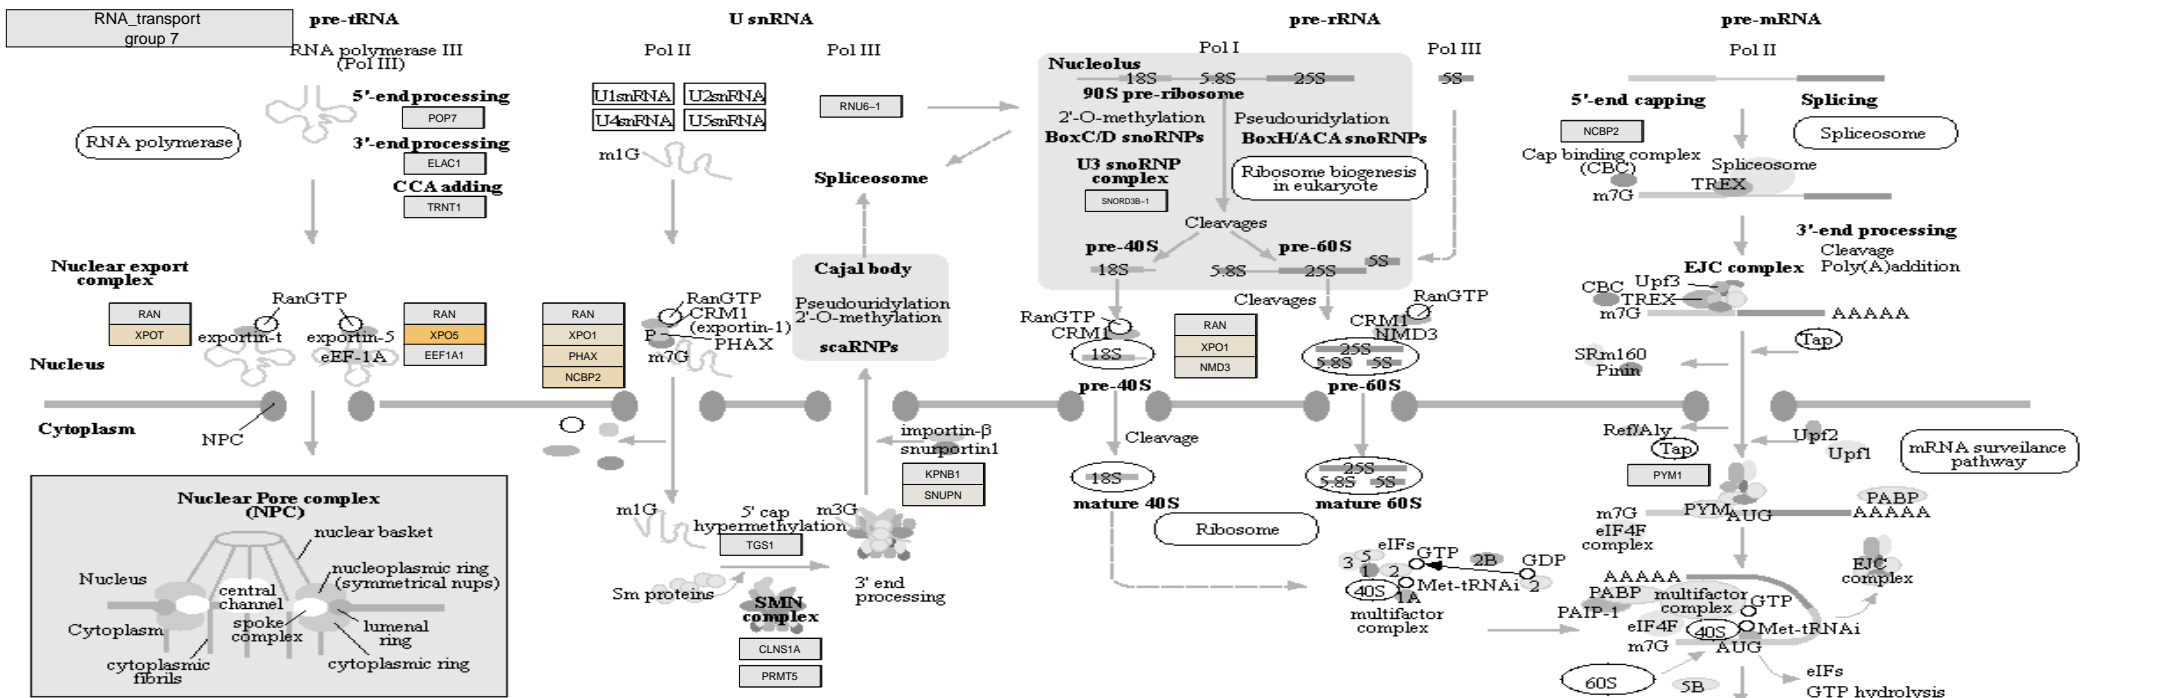 RNA_transport
group 7
pre-tRNA
RNA polymerase III
(Pol III)
5'-end processing
POP7
3'-end processing
ELAC1
CCA adding
TRNT1
RNA polymerase
Nuclear export
complex
RanGTP
RAN
XPOT
exportin-t
exportin-5
eEF-1A
RAN
XPO5
EEF1A1
Nucleus
Cytoplasm
NPC
Nuclear Pore complex
(NPC)
nuclear basket
Nucleus
nucleoplasmic ring
(symmetrical nups)
central
channel
spoke
complex
Cytoplasm
lumenal
ring
cytoplasmic
fibrils
cytoplasmic ring
U snRNA
Pol II
Pol III
U1snRNA
U2snRNA
U4snRNA
U5snRNA
RNU6-1
m1G
Spliceosome
Cajal body
Pseudouridylation
2'-O-methylation
scaRNPs
RAN
XPO1
PHAX
NCBP2
RanGTP
CRM1
(exportin-1)
P
PHAX
m7G
importin-β
snurportin1
KPNB1
SNUPN
m1G
5' cap
hypermethylation
m3G
TGS1
Sm proteins
SMN
complex
3' end
processing
CLNS1A
PRMT5
pre-rRNA
Pol I
Pol III
Nucleolus
18S
5.8S
25S
5S
90S pre-ribosome
2'-O-methylation
Pseudouridylation
BoxC/D snoRNPs
BoxH/ACA snoRNPs
U3 snoRNP
complex
SNORD3B-1
Ribosome biogenesis
in eukaryote
Cleavages
pre-40S
pre-60S
18S
5.8S
25S
5S
Cleavages
RanGTP
CRM1
18S
pre-40S
RAN
XPO1
NMD3
RanGTP
CRM1
NMD3
25S
5.8S
5S
pre-60S
Cleavage
18S
mature 40S
25S
5.8S
5S
mature 60S
Ribosome
eIFs
3
5
1
2
GTP
2B
GDP
40S
1A
Met-tRNAi
2
multifactor
complex
pre-mRNA
Pol II
5'-end capping
Splicing
NCBP2
Spliceosome
Cap binding complex
(CBC)
Spliceosome
TREX
m7G
3'-end processing
Cleavage
Poly(A)addition
EJC complex
CBC
Upf3
TREX
m7G
AAAAA
Tap
SRm160
Pinin
Ref/Aly
Tap
Upf2
Upf1
mRNA surveilance
pathway
PYM1
PABP
m7G
PYM
AUG
AAAAA
eIF4F
complex
EJC
complex
AAAAA
PABP
PAIP-1
multifactor
complex
GTP
eIF4F
40S
Met-tRNAi
m7G
AUG
60S
5B
eIFs
GTP hydrolysis